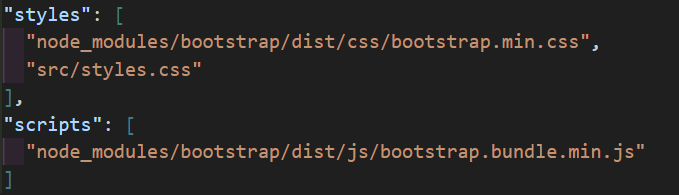 "styles": [
"node_modules/bootstrap/dist/css/bootstrap.min.css",
"src/styles.css"
],
"scripts": [
"node_modules/bootstrap/dist/js/bootstrap.bundle.min.js"
]